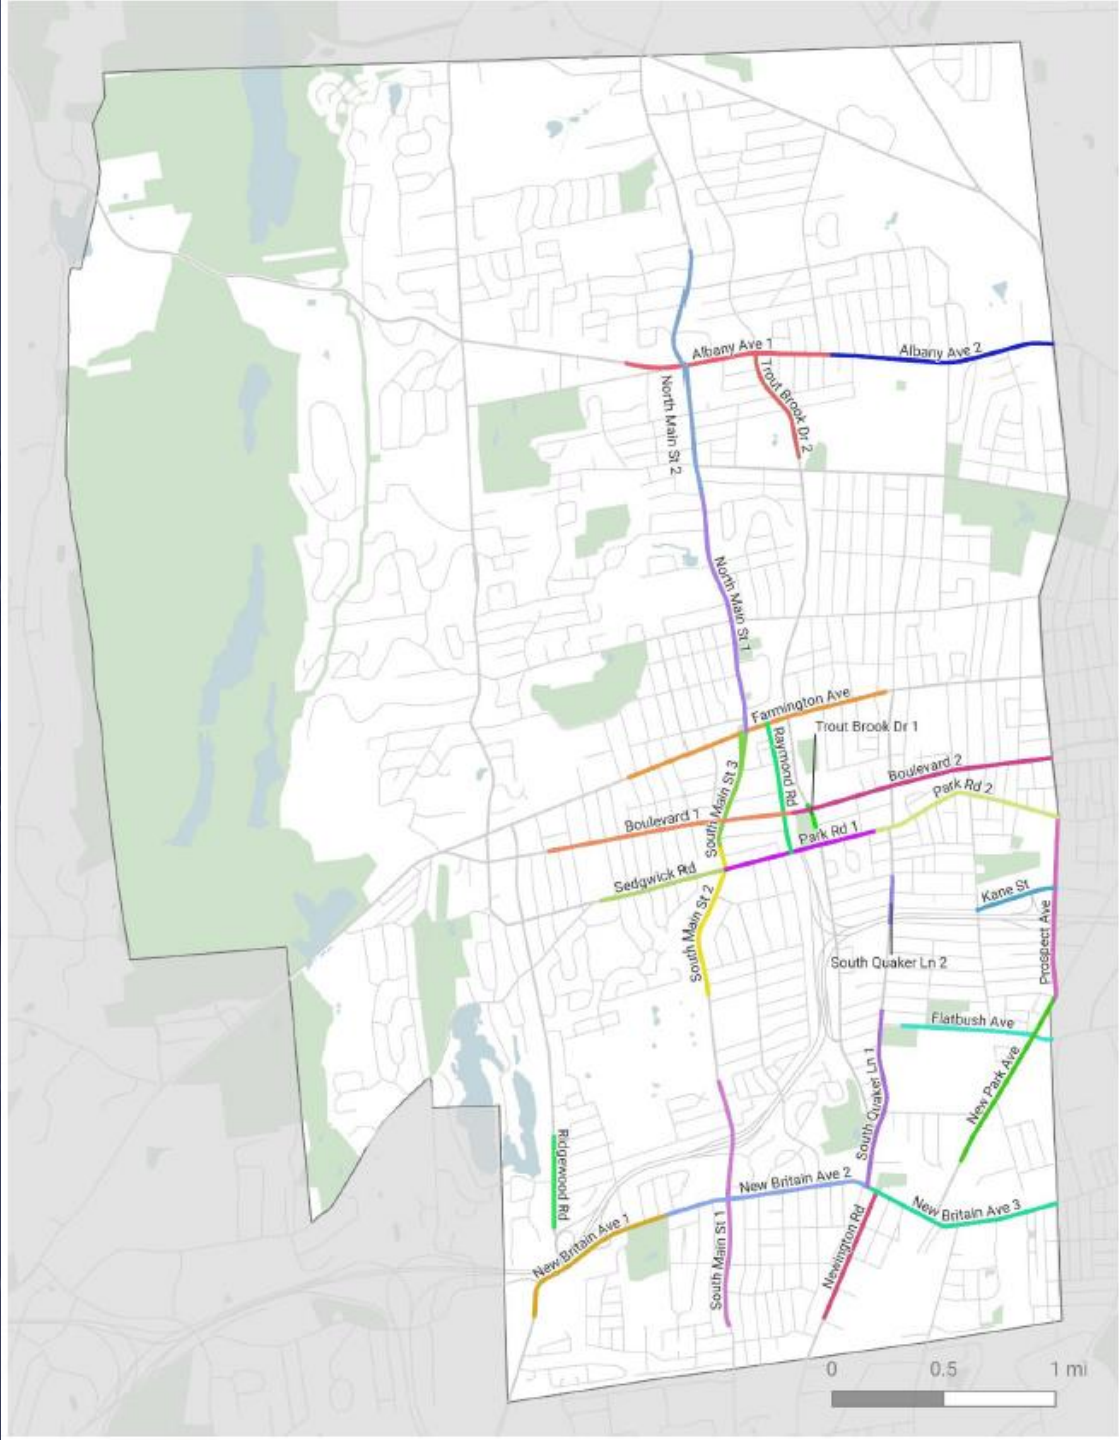 Albany Ave 1
Albany Ave 2
Trout Brook Dr 2
North Main St 2
North Main St 1
Farmington Ave
Trout Brook Dr 1
Raymond Rd
Boulevard 2
South Main St 3
Park Rd 2
Boulevard 1
Park Rd 1
Sedgwick Rd
Kane St
South Main St 2
Prospect Ave
South Quaker Ln 2
Flatbush Ave
New Park Ave
South Quaker Ln 1
Ridgewood Rd
New Britain Ave 2
New Britain Ave 3
New Britain Ave 1
South Main St 1
Newington Rd
0 0.5 1 mi